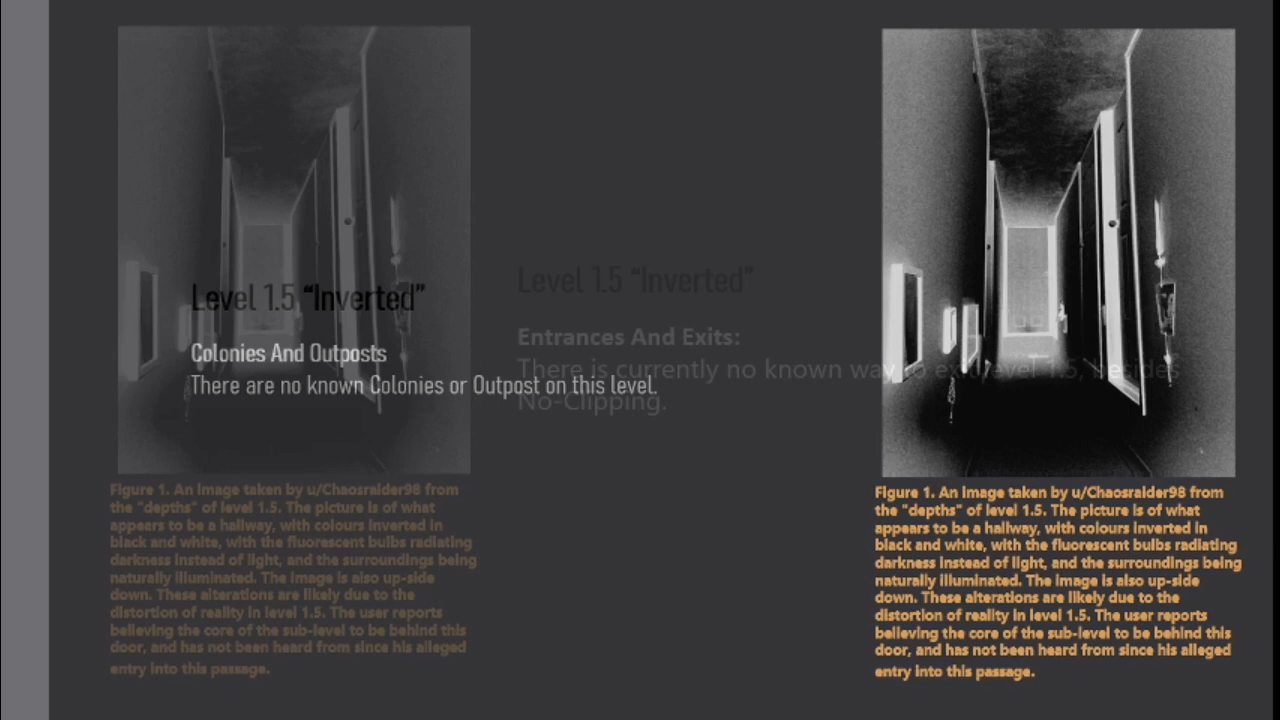 Level 1.5 “Inverted”
Colonies And Outposts
There are no known Colonies or Outpost on this level.
Level 1.5 “Inverted”
Entrances And Exits:
There is currently no known way to exit level 1.5, besides
No-Clipping.
Figure 1. An image taken by u/Chaosraider98 from
the "depths" of level 1.5. The picture is of what
appears to be a hallway, with colours inverted in
black and white, with the fluorescent bulbs radiating
darkness instead of light, and the surroundings being
naturally illuminated. The image is also up-side
down. These alterations are likely due to the
distortion of reality in level 1.5. The user reports
believing the core of the sub-level to be behind this
door, and has not been heard from since his alleged
entry into this passage.
Figure 1. An image taken by u/Chaosraider98 from
the "depths" of level 1.5. The picture is of what
appears to be a hallway, with colours inverted in
black and white, with the fluorescent bulbs radiating
darkness instead of light, and the surroundings being
naturally illuminated. The image is also up-side
down. These alterations are likely due to the
distortion of reality in level 1.5. The user reports
believing the core of the sub-level to be behind this
door, and has not been heard from since his alleged
entry into this passage.